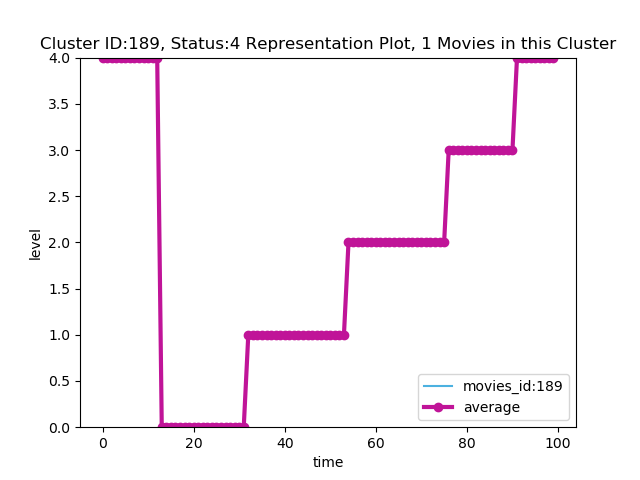 Cluster ID:189, Status:4 Representation Plot, 1 Movies in this Cluster
4.0
3.5
3.0
2.5
2.0
1.5
1.0
0.5
0.0
level
0 20 40 60 80 100
time
movies_id:189
average